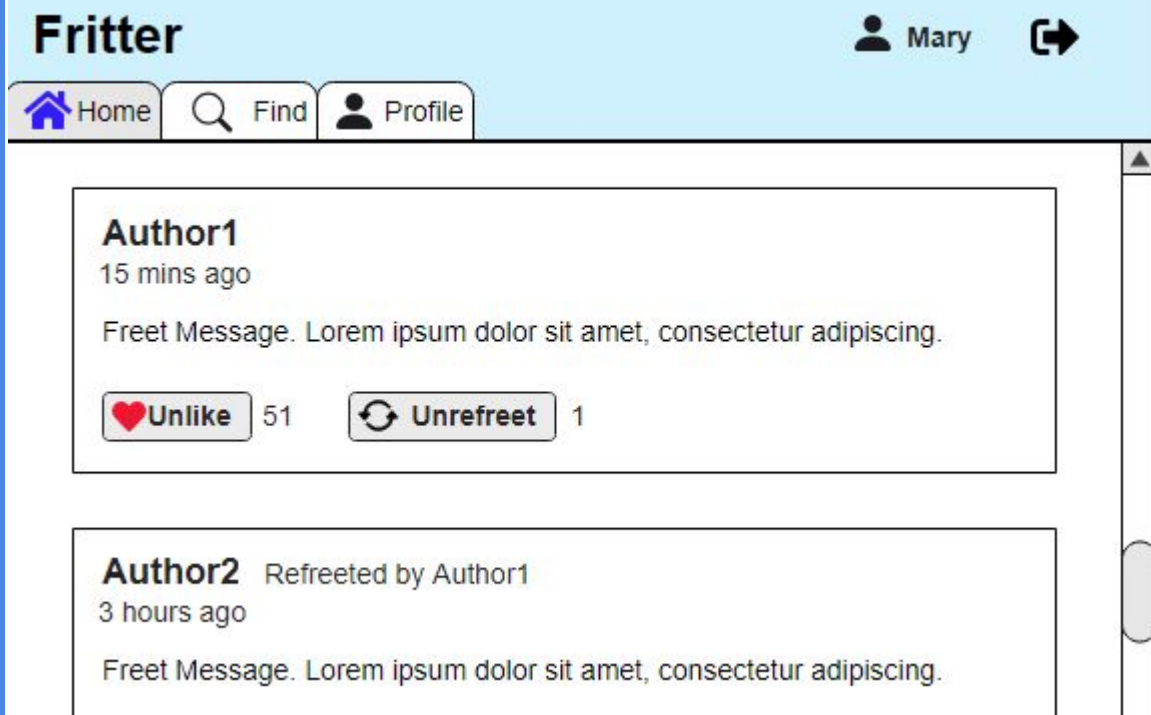 Fritter
Mary
Home Find Profile
Author1
15 mins ago
Freet Message. Lorem ipsum dolor sit amet, consectetur adipiscing.
Unlike 51 Unrefreet 1
Author2 Refreeted by Author1
3 hours ago
Freet Message. Lorem ipsum dolor sit amet, consectetur adipiscing.